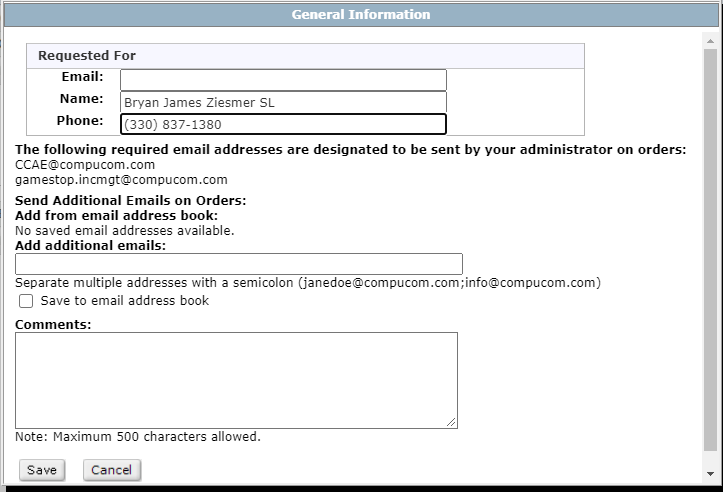 General Information
Requested For
Email:
Name: Bryan James Ziesmer SL
Phone: (330) 837-1380
The following required email addresses are designated to be sent by your administrator on orders:
CCAE@compucom.com
gamestop.incmgt@compucom.com
Send Additional Emails on Orders:
Add from email address book:
No saved email addresses available.
Add additional emails:
Separate multiple addresses with a semicolon (janedoe@compucom.com;info@compucom.com)
Save to email address book
Comments:
Note: Maximum 500 characters allowed.
Save Cancel